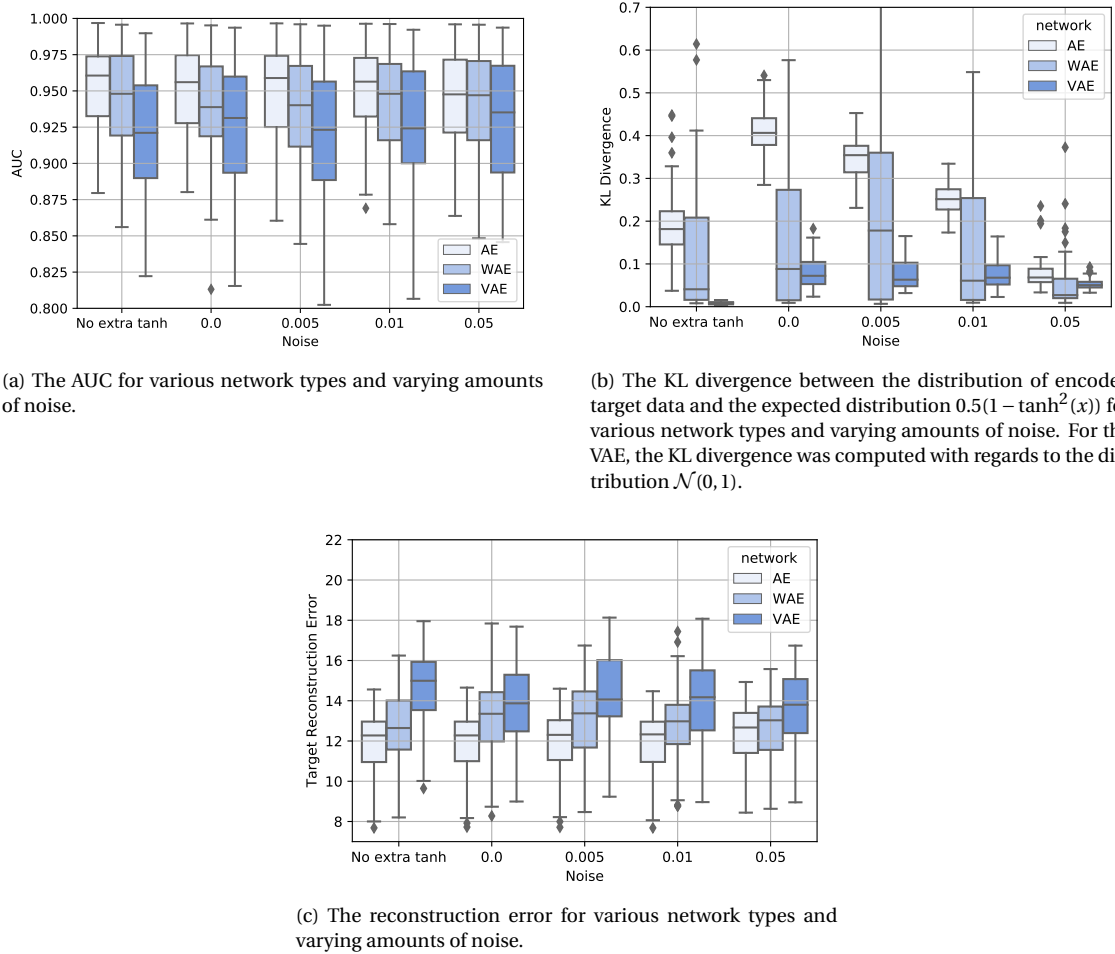 1.000
0.975
0.950
0.925
0.900
0.875
0.850
0.825
0.800
AUC
AE
WAE
VAE
No extra tanh 0.0 0.005 0.01 0.05
Noise
0.7
0.6
0.5
0.4
0.3
0.2
0.1
0.0
KL Divergence
network
AE
WAE
VAE
No extra tanh 0.0 0.005 0.01 0.05
Noise
(a) The AUC for various network types and varying amounts
of noise.
(b) The KL divergence between the distribution of encode
target data and the expected distribution 0.5(1 − tanh²(x)) f
various network types and varying amounts of noise. For th
VAE, the KL divergence was computed with regards to the di
tribution 𝒩(0, 1).
22
20
18
16
14
12
10
8
Target Reconstruction Error
network
AE
WAE
VAE
No extra tanh 0.0 0.005 0.01 0.05
Noise
(c) The reconstruction error for various network types and
varying amounts of noise.